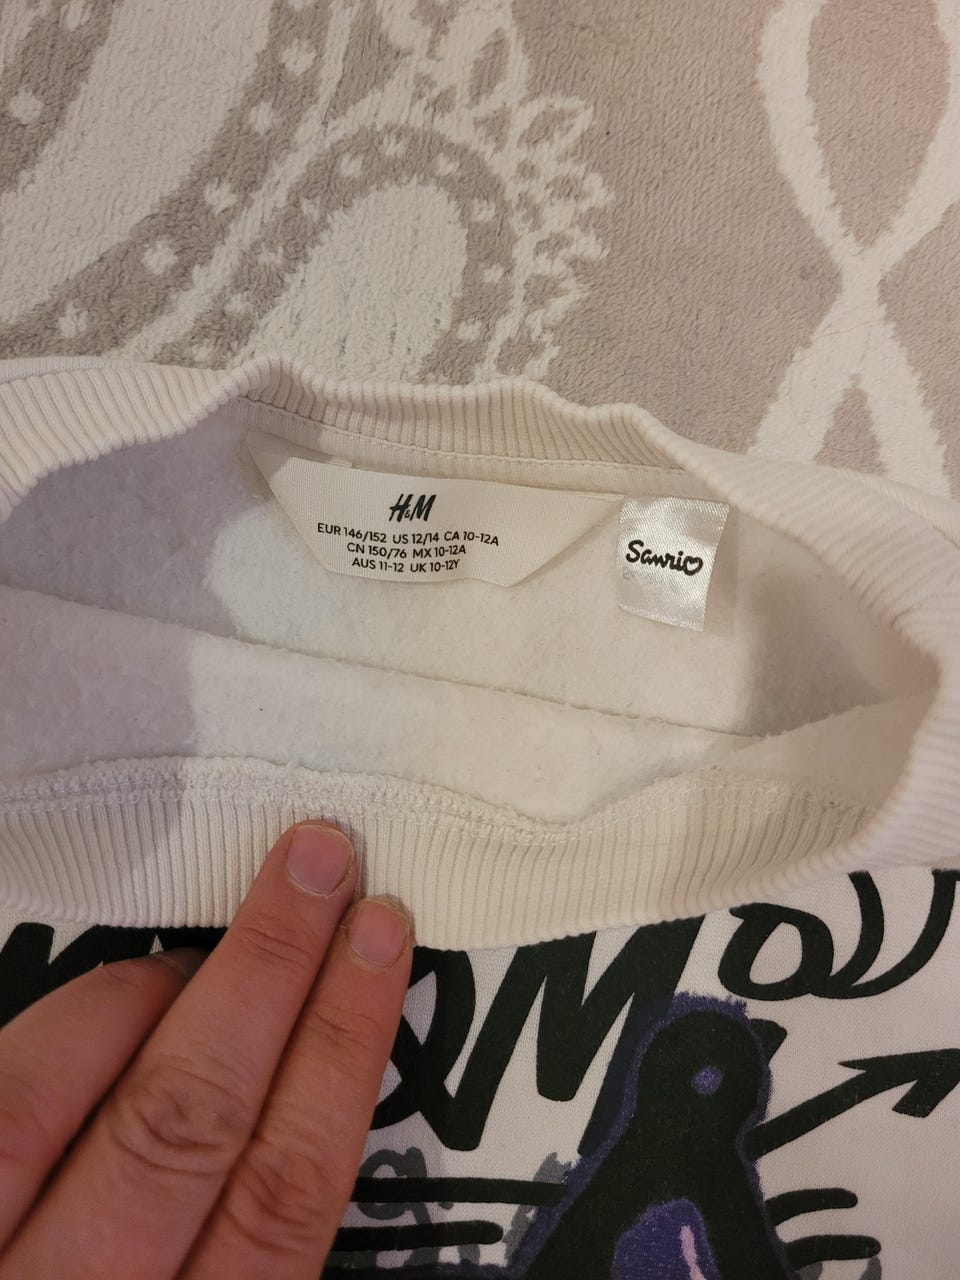 H&M
EUR 146/152 US 12/14 CA 10-12A
CN 150/76 MX 10-12A
AUS 11-12 UK 10-12Y
Sanrio